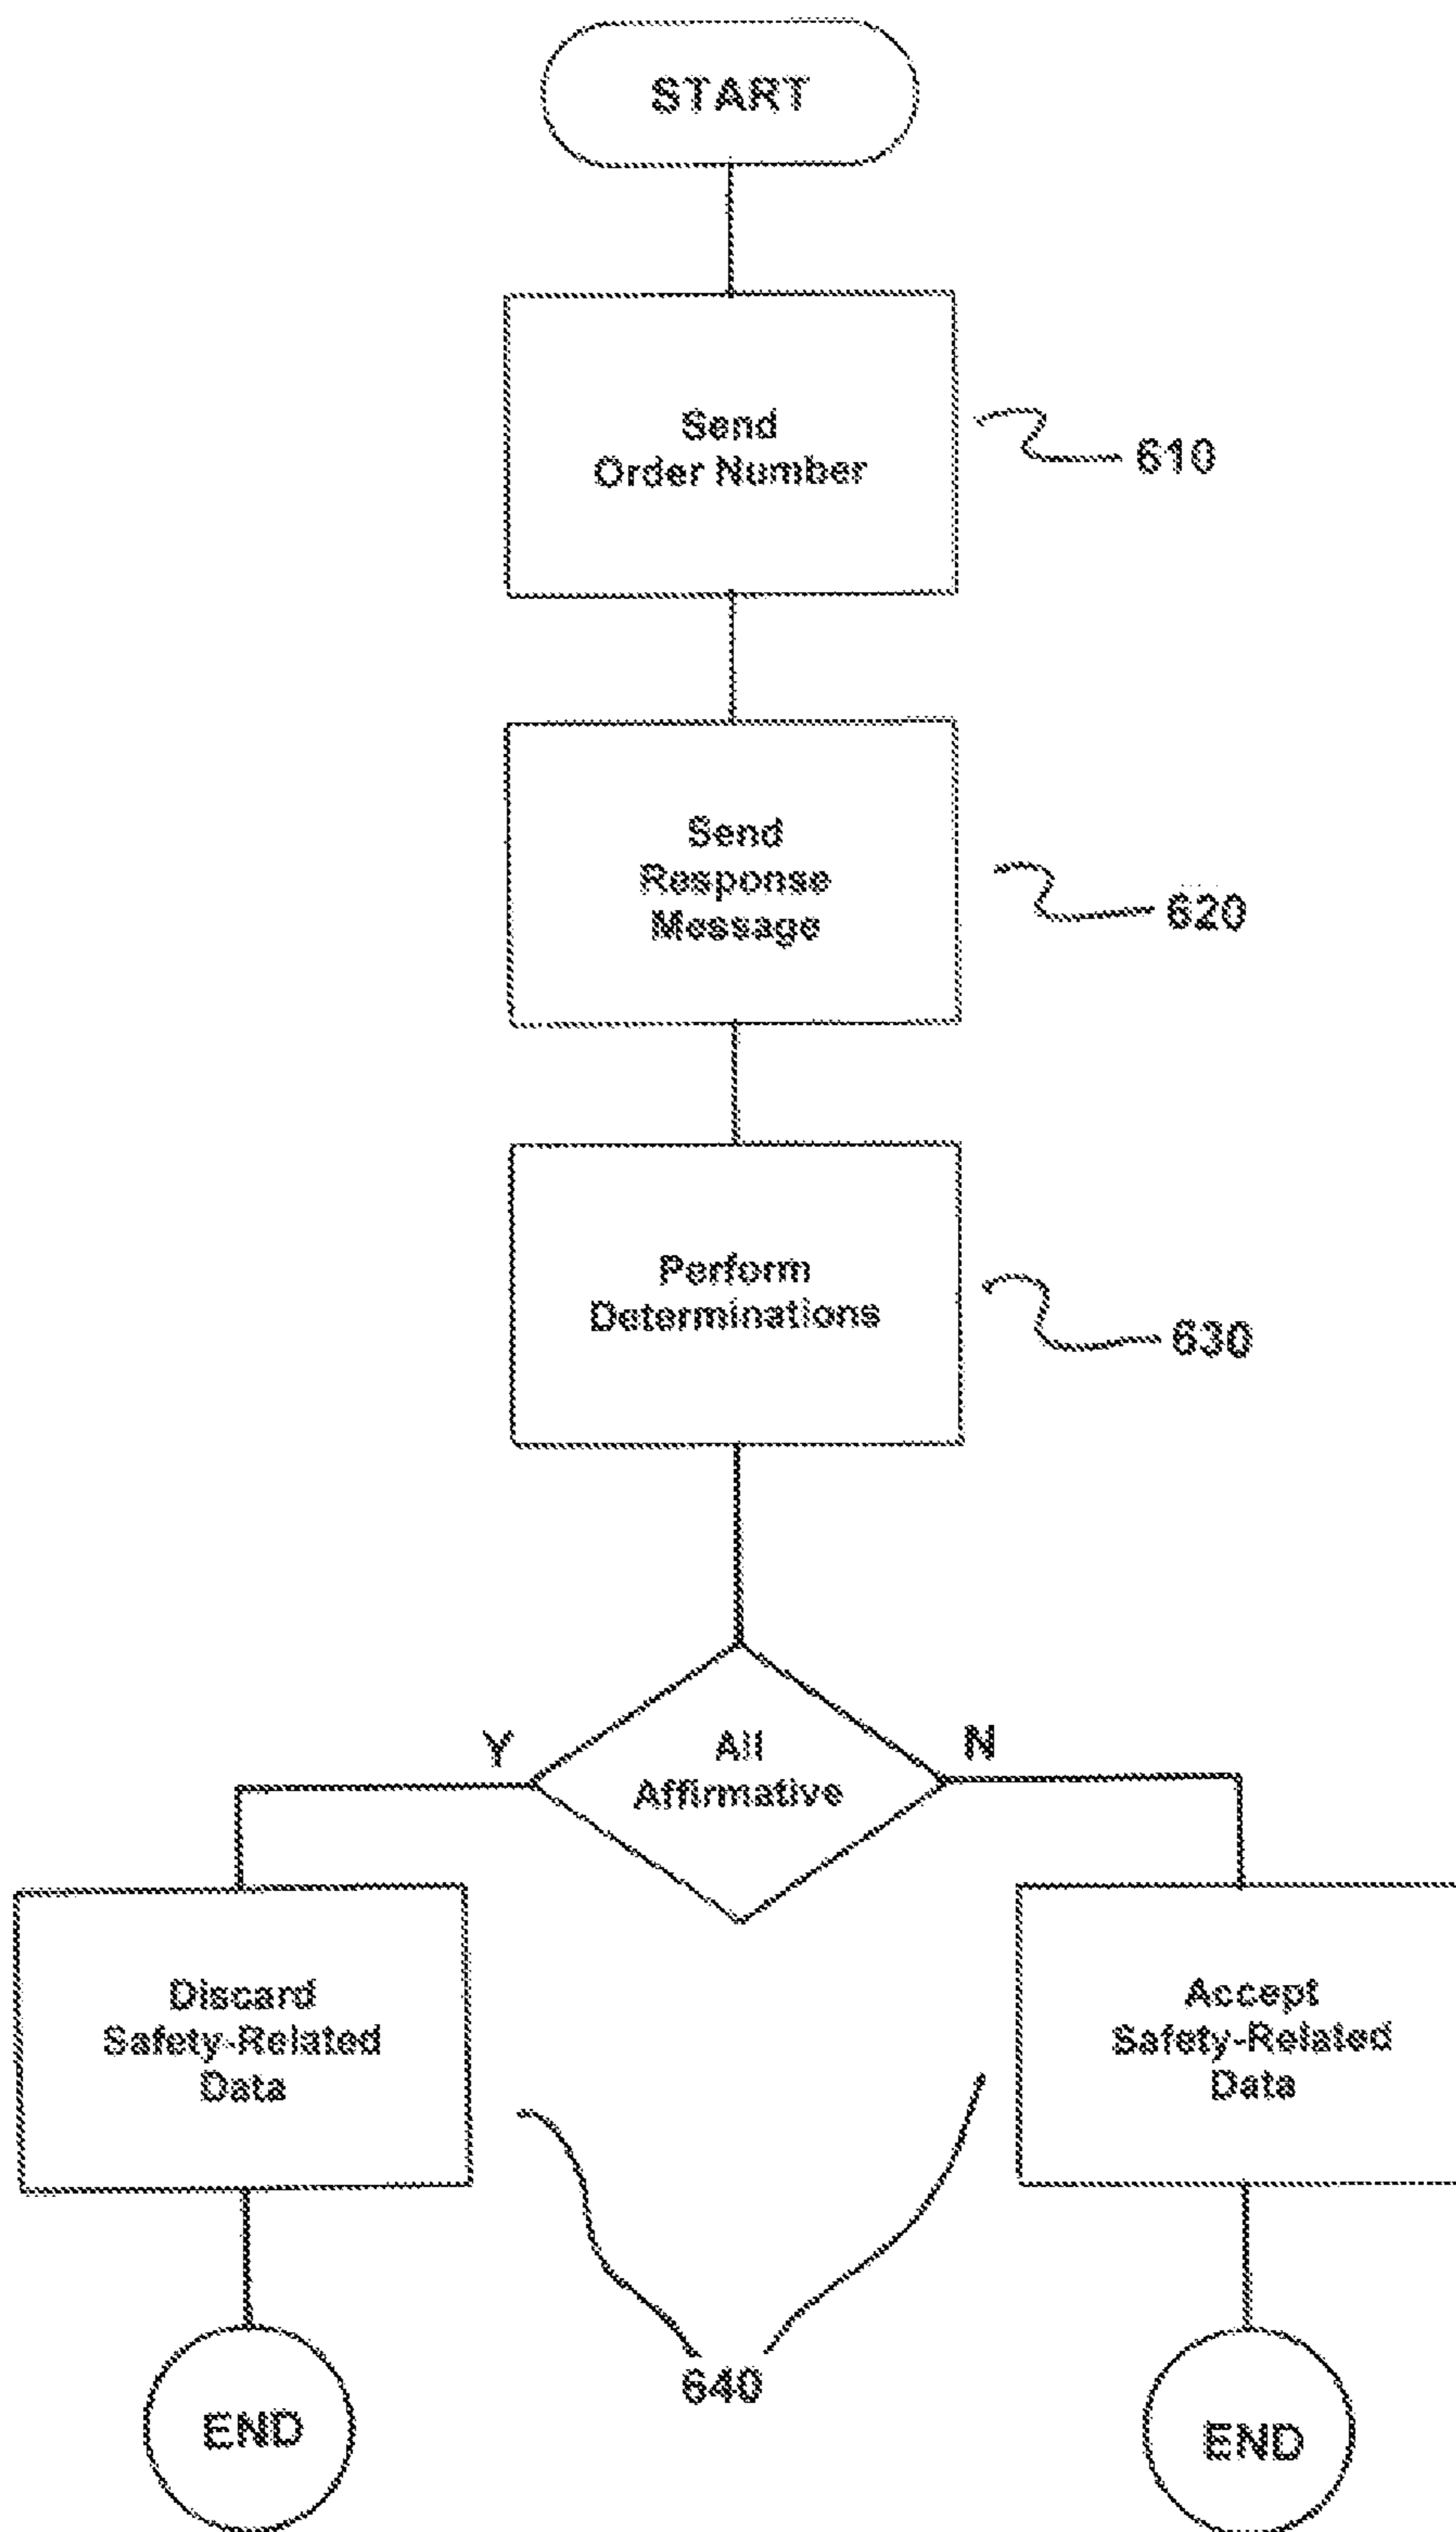 START
Send
Order Number
610
Send
Response
Message
620
Perform
Determinations
630
Y
All
Affirmative
N
Discard
Safety-Related
Data
Accept
Safety-Related
Data
640
END
END